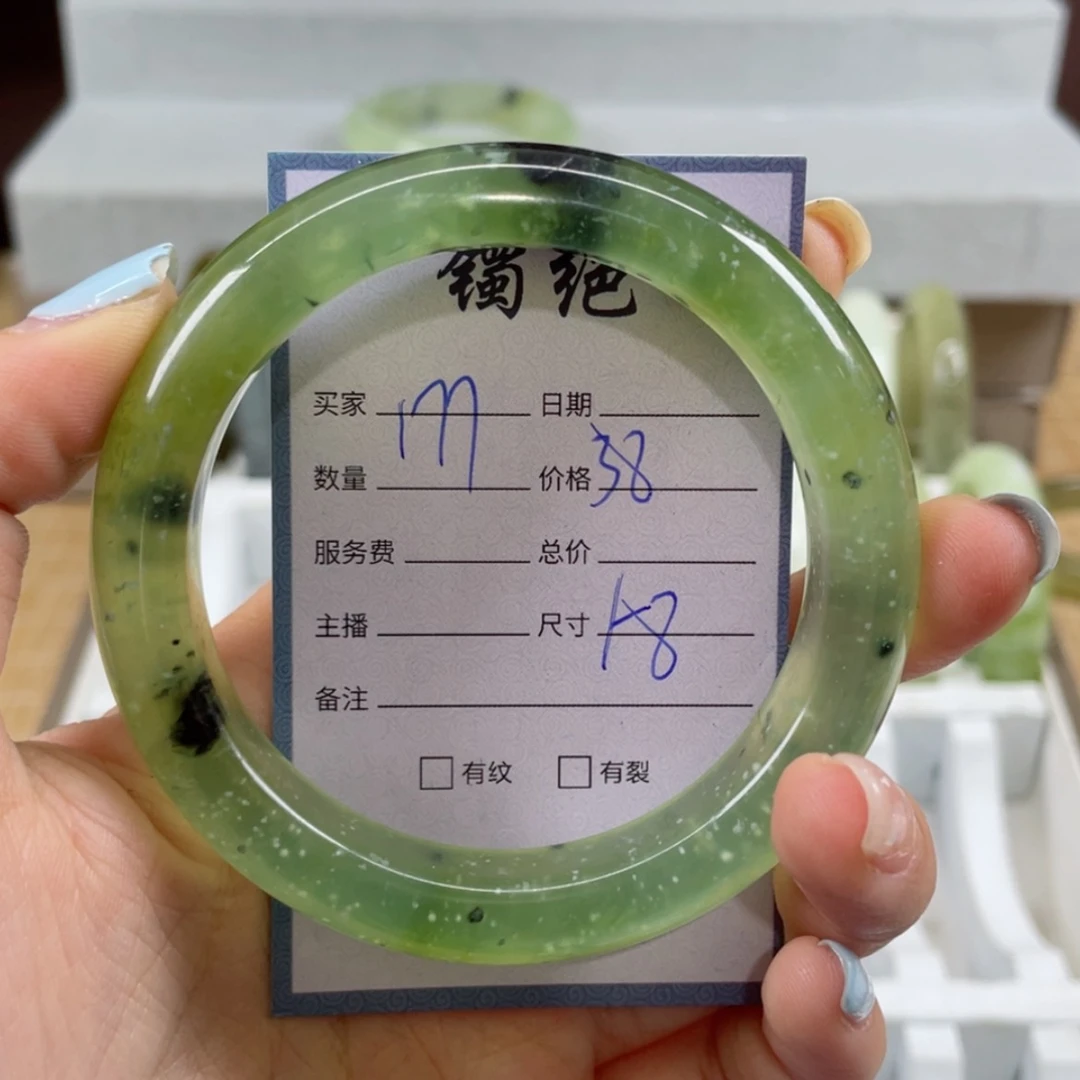 镯绝
买家 177 日期
数量 价格 38
服务费 总价
主播 尺寸
备注
有纹 有裂